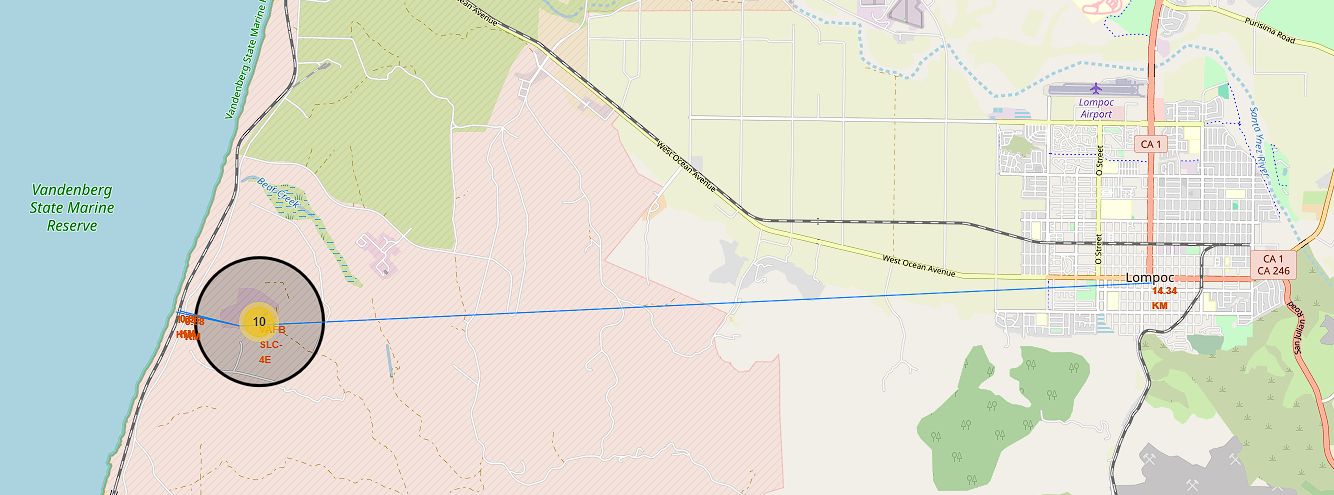 Ocean Avenue
Vandenberg State Marine
Purisima Road
Lompoc
Airport
CA 1
Santa Ynez River
O Street
West Ocean Avenue
Bear Creek
Vandenberg
State Marine
Reserve
O Street
West Ocean Avenue
CA 1
CA 246
Lompoc
14.34
KM
San Julian Road
10
VAFB
SLC-
4E
KM